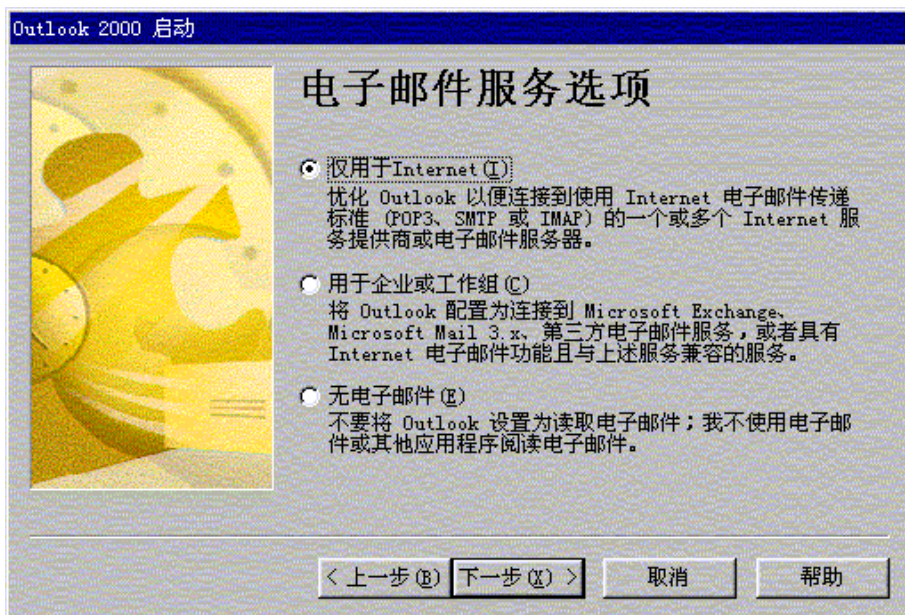 Outlook 2000 启动
电子邮件服务选项
仅用于Internet(I)
优化 Outlook 以便连接到使用 Internet 电子邮件传递
标准 (POP3、SMTP 或 IMAP) 的一个或多个 Internet 服
务提供商或电子邮件服务器。
用于企业或工作组(C)
将 Outlook 配置为连接到 Microsoft Exchange、
Microsoft Mail 3.x、第三方电子邮件服务,或者具有
Internet 电子邮件功能且与上述服务兼容的服务。
无电子邮件(E)
不要将 Outlook 设置为读取电子邮件;我不使用电子邮
件或其他应用程序阅读电子邮件。
< 上一步(B) 下一步(X) > 取消 帮助